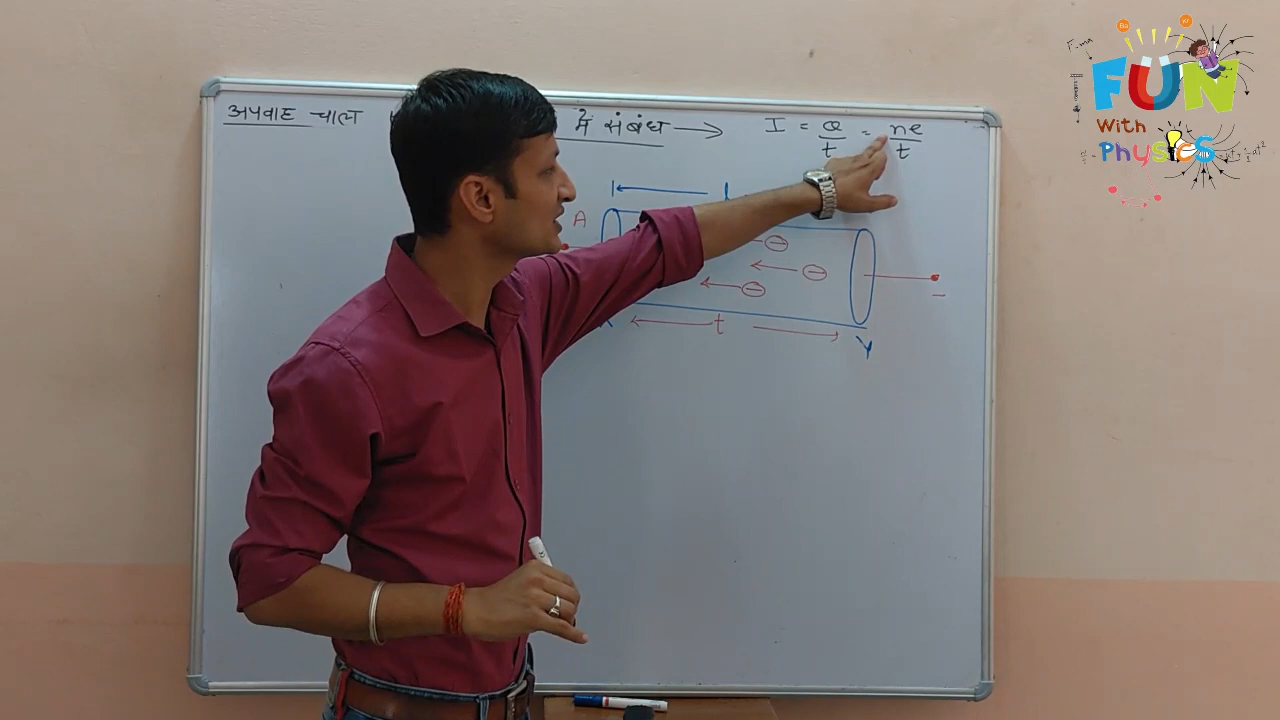 अपवाह चाल में संबंध → I = Q/t = ne/t
l
A
t
Y
FUN
With
Physics